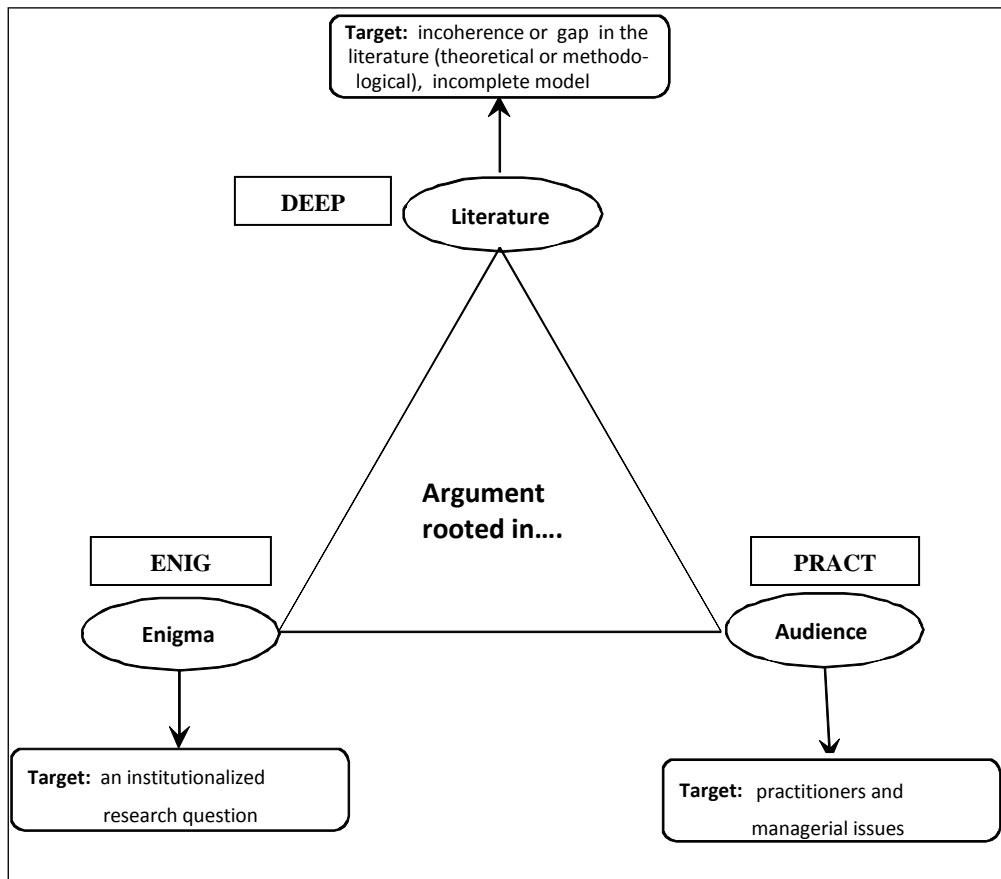 Target: incoherence or gap in the
literature (theoretical or methodo-
logical), incomplete model
DEEP
Literature
Argument
rooted in....
ENIG
PRACT
Enigma
Audience
Target: an institutionalized
research question
Target: practitioners and
managerial issues